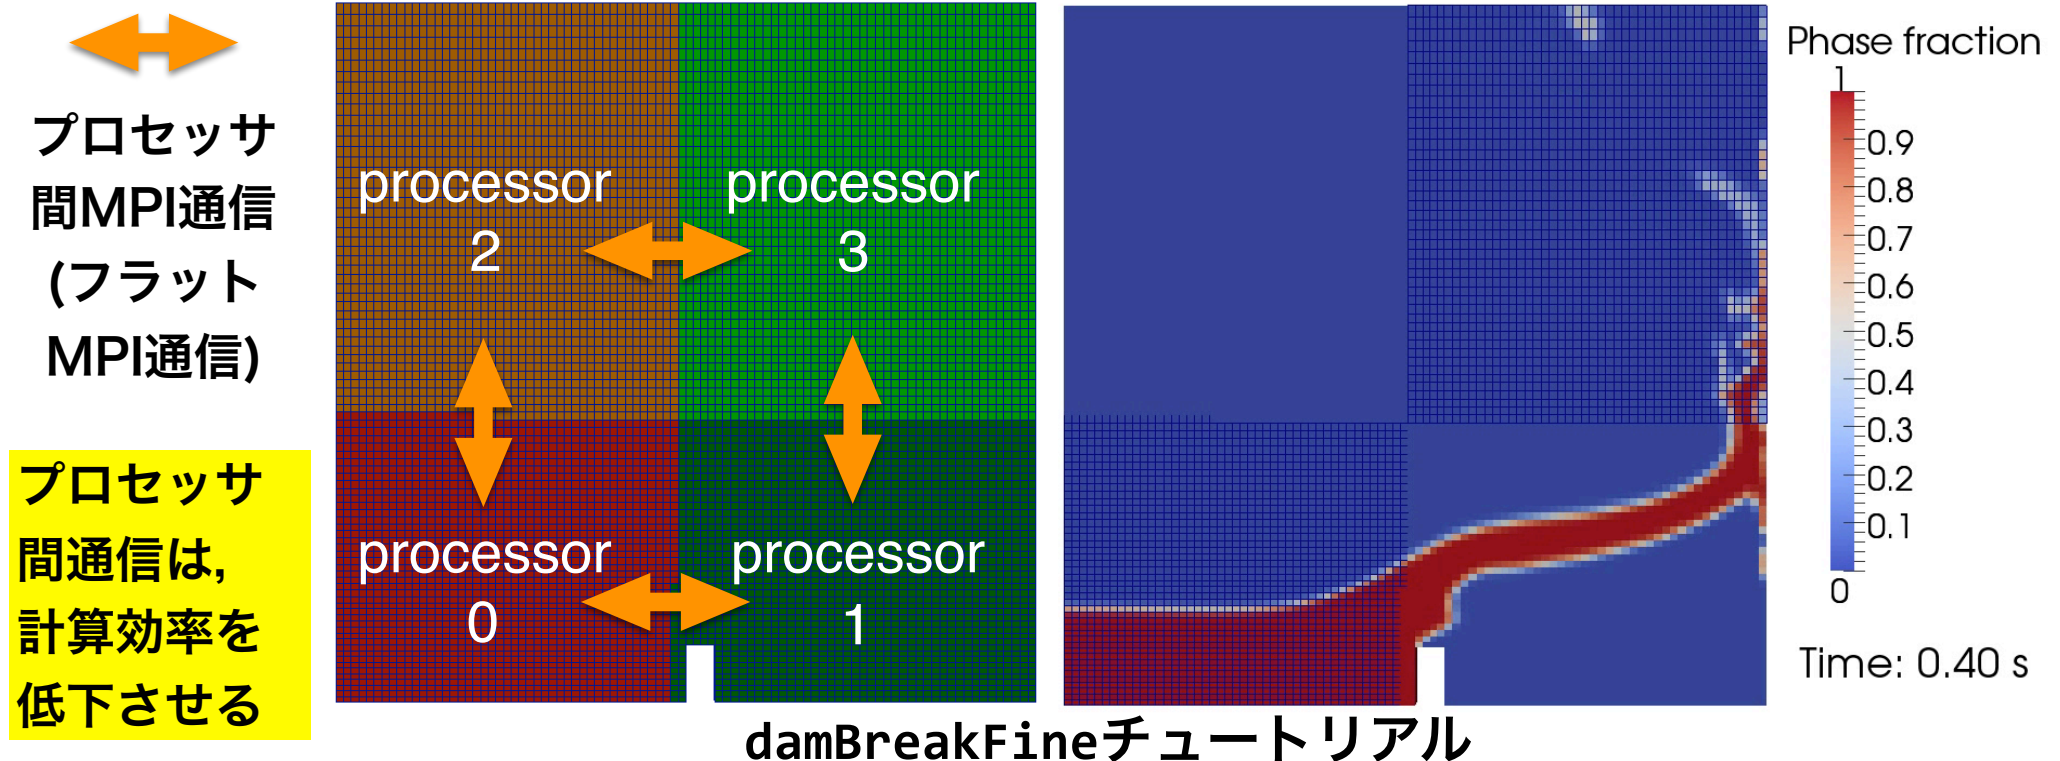 プロセッサ
間MPI通信
(フラット
MPI通信)
プロセッサ
間通信は,
計算効率を
低下させる
processor
2
processor
3
processor
0
processor
1
Phase fraction
1
0.9
0.8
0.7
0.6
0.5
0.4
0.3
0.2
0.1
0
Time: 0.40 s
damBreakFineチュートリアル